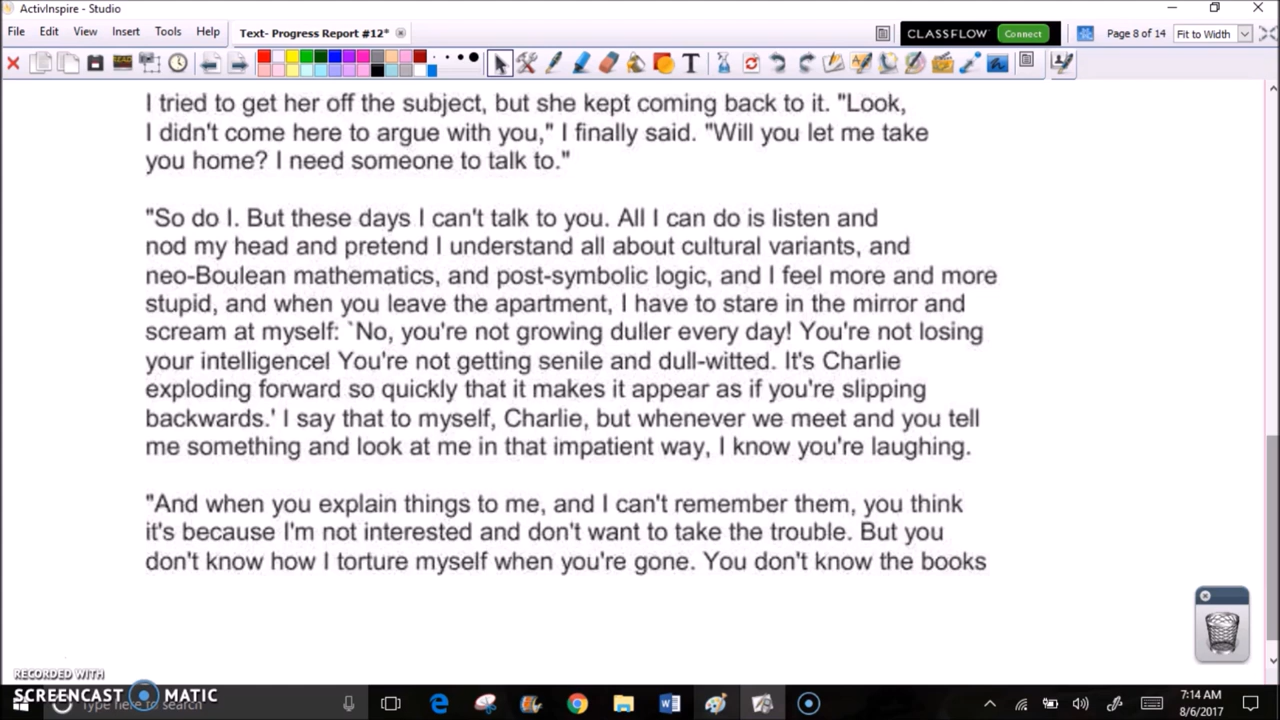 ActivInspire - Studio
File Edit View Insert Tools Help
Text- Progress Report #12*
CLASSFLOW Connect
Page 8 of 14
Fit to Width
I tried to get her off the subject, but she kept coming back to it. "Look,
I didn't come here to argue with you," I finally said. "Will you let me take
you home? I need someone to talk to."
"So do I. But these days I can't talk to you. All I can do is listen and
nod my head and pretend I understand all about cultural variants, and
neo-Boulean mathematics, and post-symbolic logic, and I feel more and more
stupid, and when you leave the apartment, I have to stare in the mirror and
scream at myself: `No, you're not growing duller every day! You're not losing
your intelligencel You're not getting senile and dull-witted. It's Charlie
exploding forward so quickly that it makes it appear as if you're slipping
backwards.' I say that to myself, Charlie, but whenever we meet and you tell
me something and look at me in that impatient way, I know you're laughing.
"And when you explain things to me, and I can't remember them, you think
it's because I'm not interested and don't want to take the trouble. But you
don't know how I torture myself when you're gone. You don't know the books
RECORDED WITH
SCREENCAST MATIC
Type here to search
7:14 AM
8/6/2017